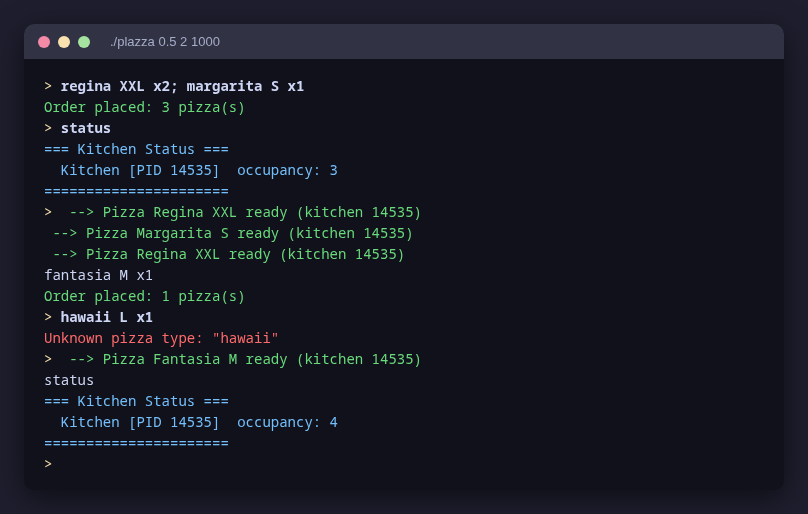 ./plazza 0.5 2 1000
> regina XXL x2; margarita S x1
Order placed: 3 pizza(s)
> status
=== Kitchen Status ===
  Kitchen [PID 14535]  occupancy: 3
======================
>  --> Pizza Regina XXL ready (kitchen 14535)
 --> Pizza Margarita S ready (kitchen 14535)
 --> Pizza Regina XXL ready (kitchen 14535)
fantasia M x1
Order placed: 1 pizza(s)
> hawaii L x1
Unknown pizza type: "hawaii"
>  --> Pizza Fantasia M ready (kitchen 14535)
status
=== Kitchen Status ===
  Kitchen [PID 14535]  occupancy: 4
======================
>